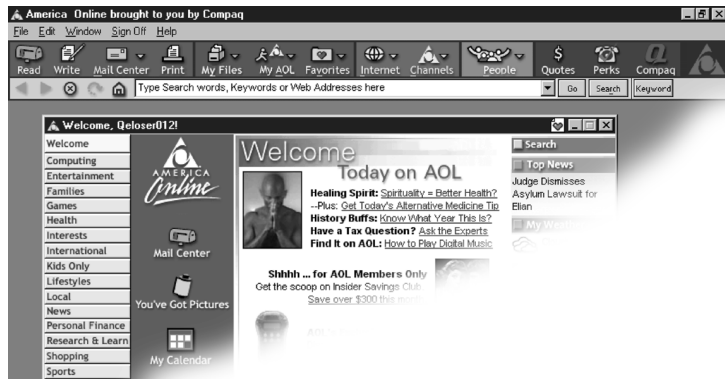 America Online brought to you by Compaq
File Edit Window Sign Off Help
Read Write Mail Center Print My Files My AOL Favorites Internet Channels People Quotes Perks Compaq
Type Search words, Keywords or Web Addresses here Go Search Keyword
Welcome, Qeloser012!
Welcome
Computing
Entertainment
Families
Games
Health
Interests
International
Kids Only
Lifestyles
Local
News
Personal Finance
Research & Learn
Shopping
Sports
AMERICA
Online
Mail Center
You've Got Pictures
My Calendar
Welcome
Today on AOL
Healing Spirit: Spirituality = Better Health?
--Plus: Get Today's Alternative Medicine Tip
History Buffs: Know What Year This Is?
Have a Tax Question? Ask the Experts
Find It on AOL: How to Play Digital Music
Shhhh ... for AOL Members Only
Get the scoop on Insider Savings Club
Save over $300 this month
Search
Top News
Judge Dismisses
Asylum Lawsuit for
Elian
My